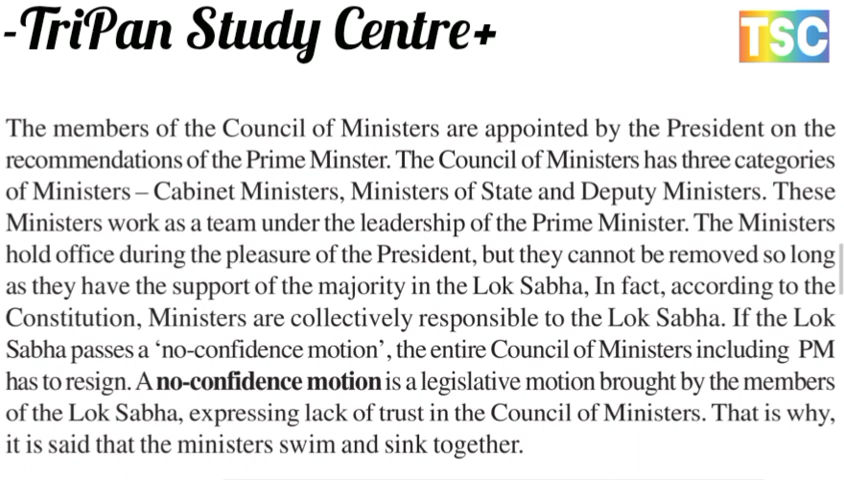 -TriPan Study Centre+
TSC
The members of the Council of Ministers are appointed by the President on the
recommendations of the Prime Minster. The Council of Ministers has three categories
of Ministers – Cabinet Ministers, Ministers of State and Deputy Ministers. These
Ministers work as a team under the leadership of the Prime Minister. The Ministers
hold office during the pleasure of the President, but they cannot be removed so long
as they have the support of the majority in the Lok Sabha, In fact, according to the
Constitution, Ministers are collectively responsible to the Lok Sabha. If the Lok
Sabha passes a ‘no-confidence motion’, the entire Council of Ministers including PM
has to resign. A no-confidence motion is a legislative motion brought by the members
of the Lok Sabha, expressing lack of trust in the Council of Ministers. That is why,
it is said that the ministers swim and sink together.